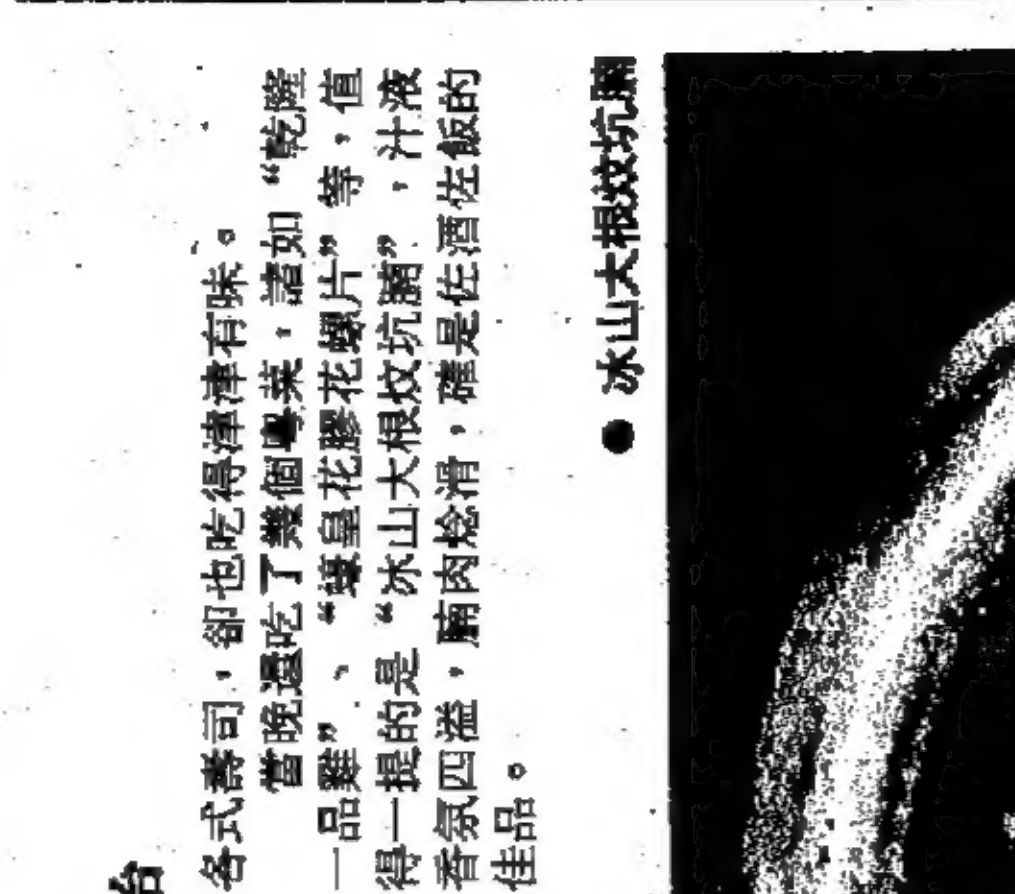 各式壽司，卻也吃得津津有味。
當晚還吃了幾個粵菜，諸如“乾隆
一品雞”、“蠔皇花膠花螺片”等，值
得一提的是“冰山大根炆坑腩”，汁液
香氛四溢，腩肉焾滑，確是佐酒佐飯的
佳品。
● 冰山大根炆坑腩